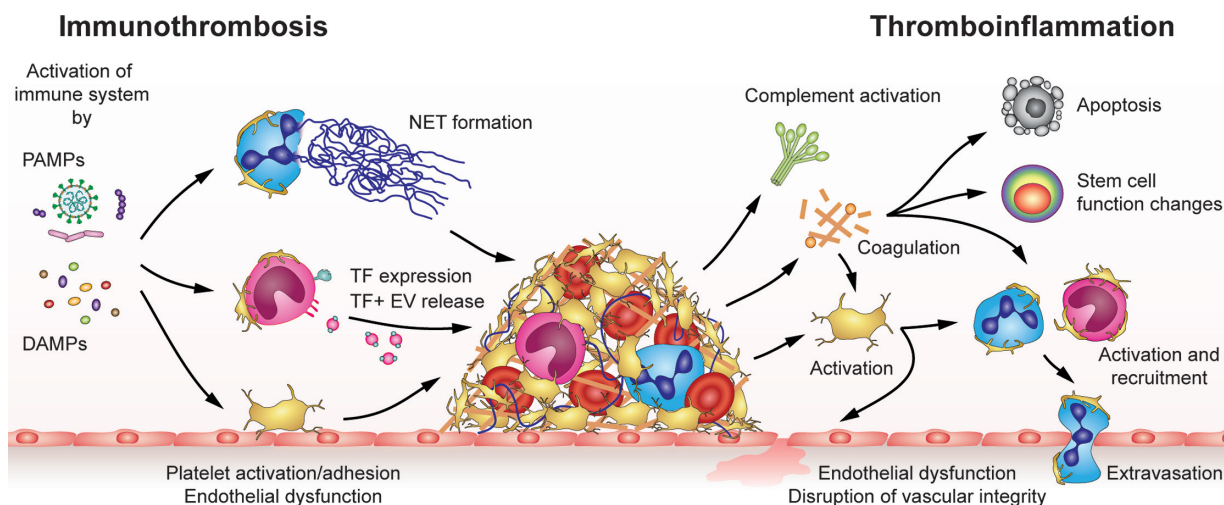 Immunothrombosis
Thromboinflammation
Activation of
immune system
by
PAMPs
DAMPs
NET formation
TF expression
TF+ EV release
Platelet activation/adhesion
Endothelial dysfunction
Complement activation
Coagulation
Activation
Apoptosis
Stem cell
function changes
Activation and
recruitment
Extravasation
Endothelial dysfunction
Disruption of vascular integrity